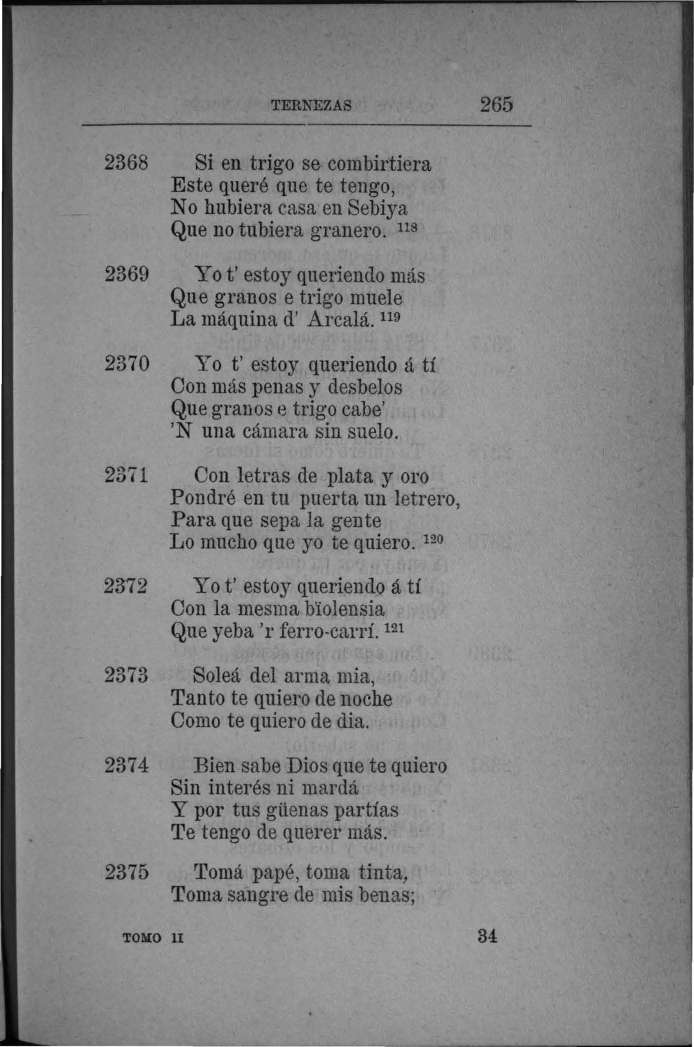 TERNEZAS 265
2368 Si en trigo se combirtiera
Este queré que te tengo,
No hubiera casa en Sebiya
Que no tubiera granero. 118
2369 Yo t' estoy queriendo más
Que granos e trigo muele
La máquina d' Arcalá. 119
2370 Yo t' estoy queriendo á tí
Con más penas y desbelos
Que granos e trigo cabe'
'N una cámara sin suelo.
2371 Con letras de plata y oro
Pondré en tu puerta un letrero,
Para que sepa la gente
Lo mucho que yo te quiero. 120
2372 Yo t' estoy queriendo á tí
Con la mesma bïolensia
Que yeba 'r ferro-carrí. 121
2373 Soleá del arma mia,
Tanto te quiero de noche
Como te quiero de dia.
2374 Bien sabe Dios que te quiero
Sin interés ni mardá
Y por tus güenas partías
Te tengo de querer más.
2375 Tomá papé, toma tinta,
Toma sangre de mis benas;
TOMO II 34